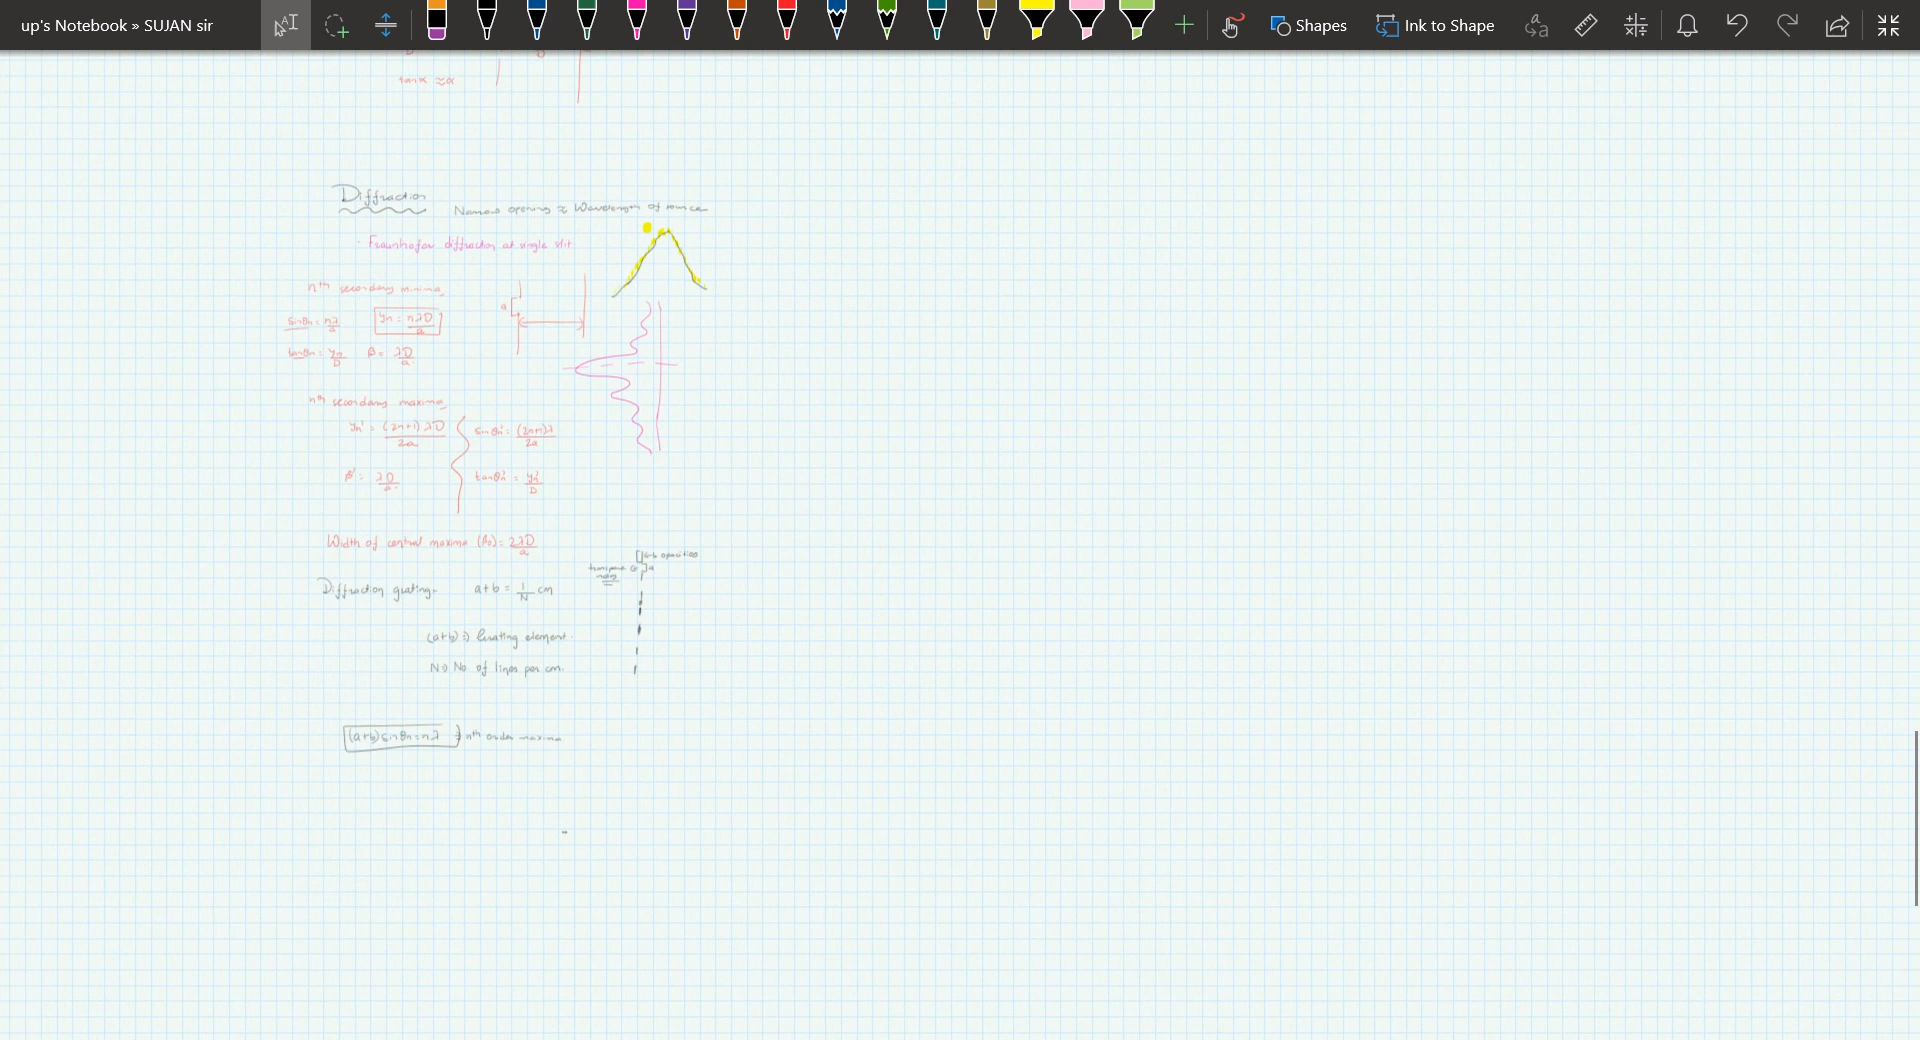 up's Notebook » SUJAN sir
Shapes
Ink to Shape
tanα ≈α
Diffraction
Narrow opening ≈ Wavelength of source
· Fraunhofer diffraction at single slit
nth secondary minima,
sinθn = nλ/a
yn = nλD/a
a
tanθn = yn/D
β = λD/a
nth secondary maxima,
yn' = (2n+1)λD/2a
sinθn' = (2n+1)λ/2a
β' = λD/a
tanθn' = yn'/D
Width of central maxima (β0) = 2λD/a
b opacities
a
Diffraction grating-
a+b = 1/N cm
(a+b) ⇒ Grating element.
N ⇒ No of lines per cm.
(a+b) sinθn = nλ
nth order maxima